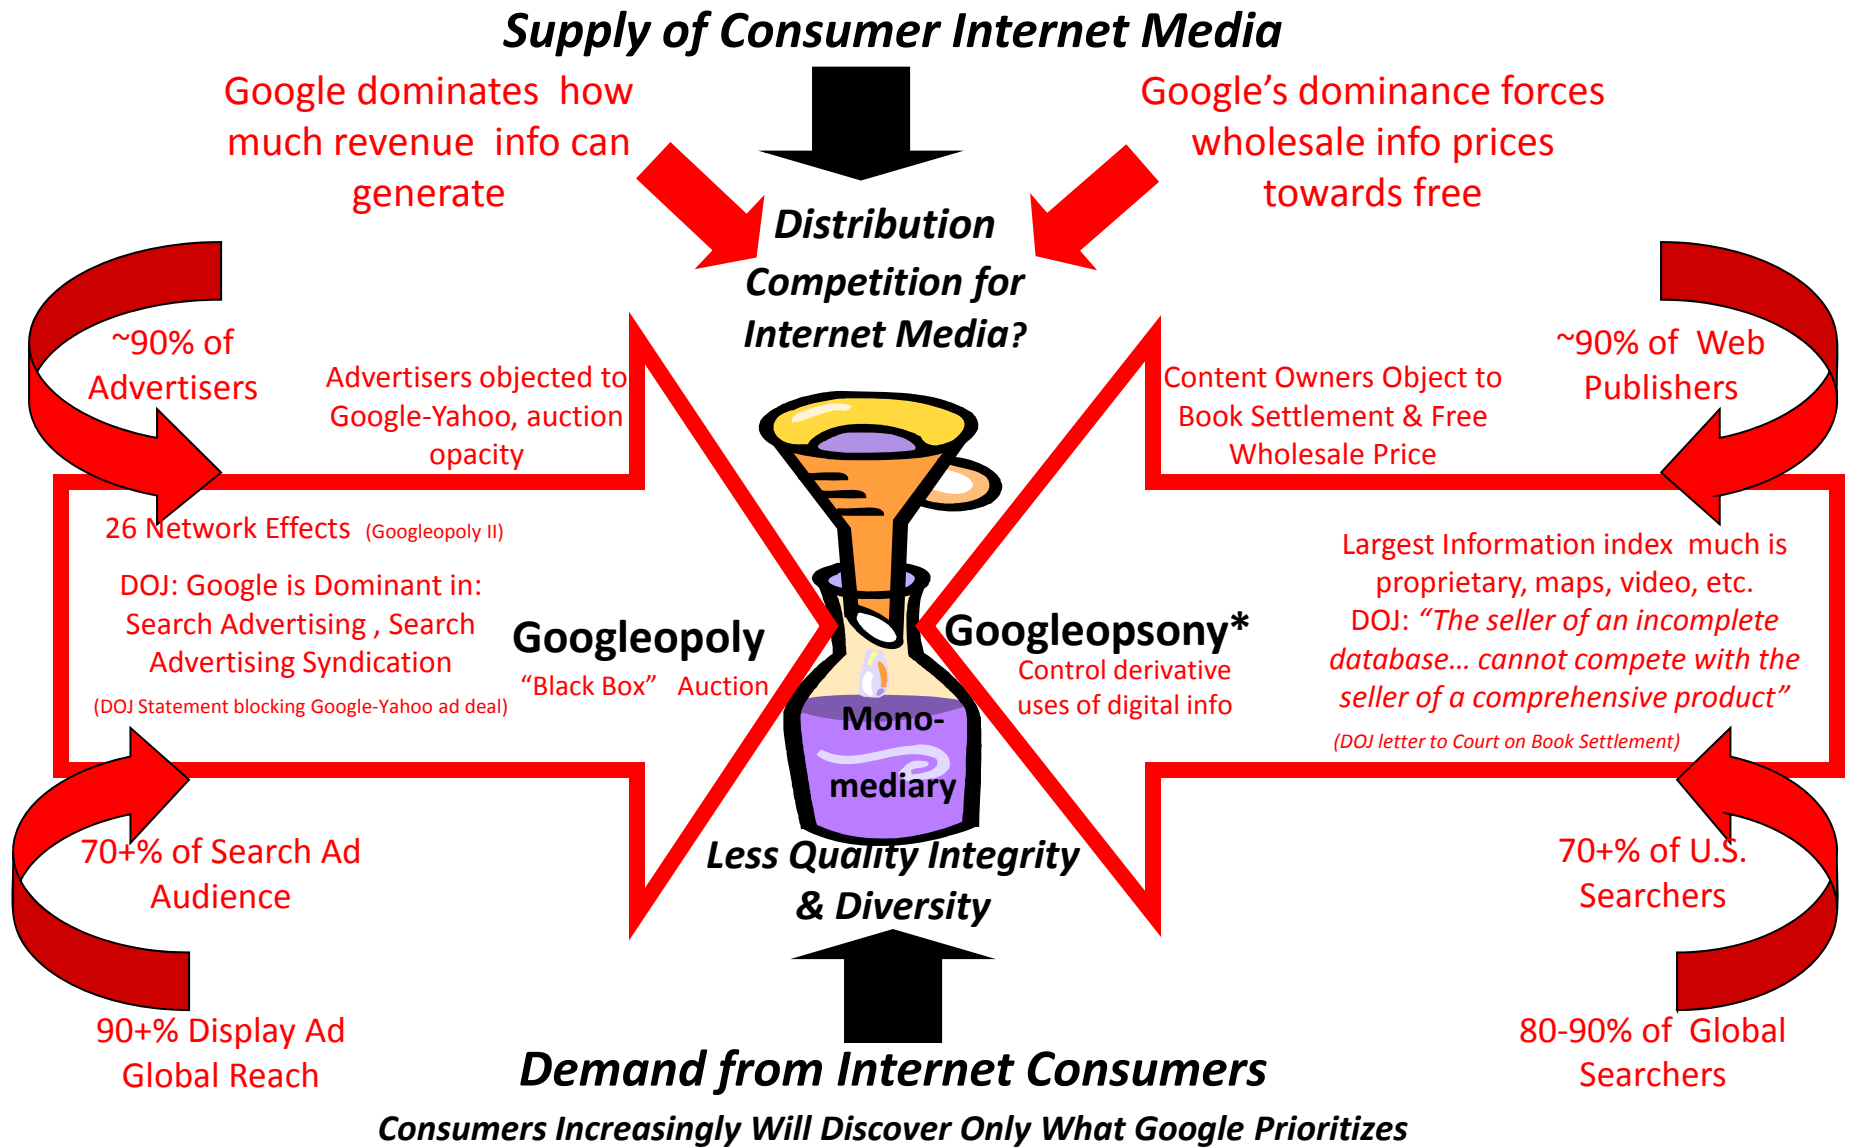 Supply of Consumer Internet Media
Google dominates how
much revenue info can
generate
Google’s dominance forces
wholesale info prices
towards free
Distribution
Competition for
Internet Media?
~90% of
Advertisers
Advertisers objected to
Google-Yahoo, auction
opacity
Content Owners Object to
Book Settlement & Free
Wholesale Price
~90% of Web
Publishers
26 Network Effects (Googleopoly II)
DOJ: Google is Dominant in:
Search Advertising , Search
Advertising Syndication
(DOJ Statement blocking Google-Yahoo ad deal)
Googleopoly
“Black Box” Auction
Googleopsony*
Control derivative
uses of digital info
Largest Information index much is
proprietary, maps, video, etc.
DOJ: “The seller of an incomplete
database… cannot compete with the
seller of a comprehensive product”
(DOJ letter to Court on Book Settlement)
Mono-
mediary
70+% of Search Ad
Audience
Less Quality Integrity
& Diversity
70+% of U.S.
Searchers
90+% Display Ad
Global Reach
80-90% of Global
Searchers
Demand from Internet Consumers
Consumers Increasingly Will Discover Only What Google Prioritizes